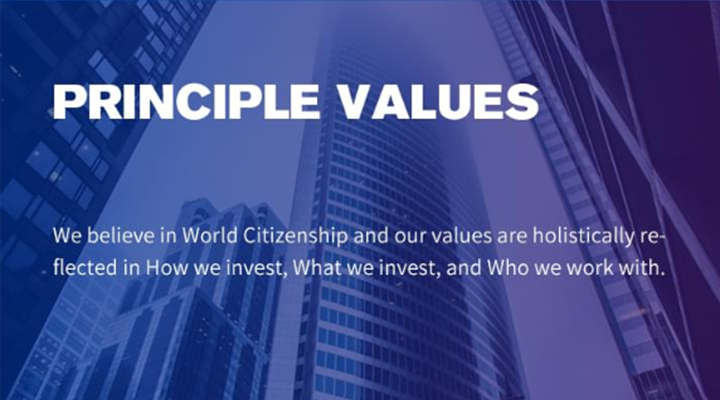 PRINCIPLE VALUES
We believe in World Citizenship and our values are holistically re-
flected in How we invest, What we invest, and Who we work with.